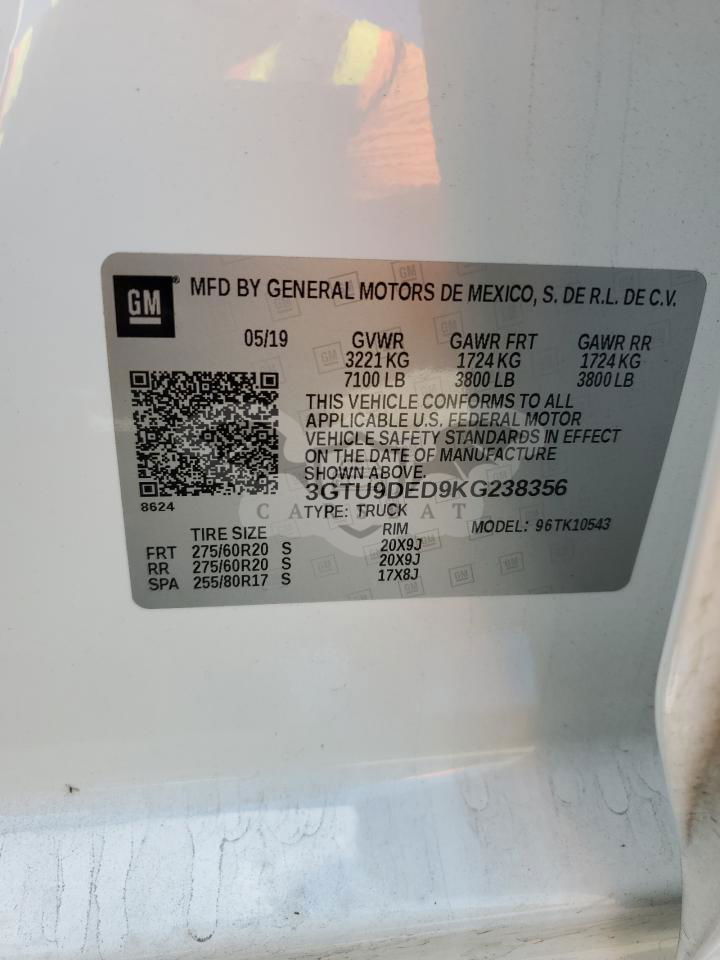 GM ® MFD BY GENERAL MOTORS DE MEXICO, S. DE R.L. DE C.V.
05/19 GVWR GAWR FRT GAWR RR
3221 KG 1724 KG 1724 KG
7100 LB 3800 LB 3800 LB
THIS VEHICLE CONFORMS TO ALL
APPLICABLE U.S. FEDERAL MOTOR
VEHICLE SAFETY STANDARDS IN EFFECT
ON THE DATE OF MANUFACTURE
SHOWN ABOVE.
3GTU9DED9KG238356
8624
TYPE: TRUCK
TIRE SIZE RIM MODEL: 96TK10543
FRT 275/60R20 S 20X9J
RR 275/60R20 S 20X9J
SPA 255/80R17 S 17X8J